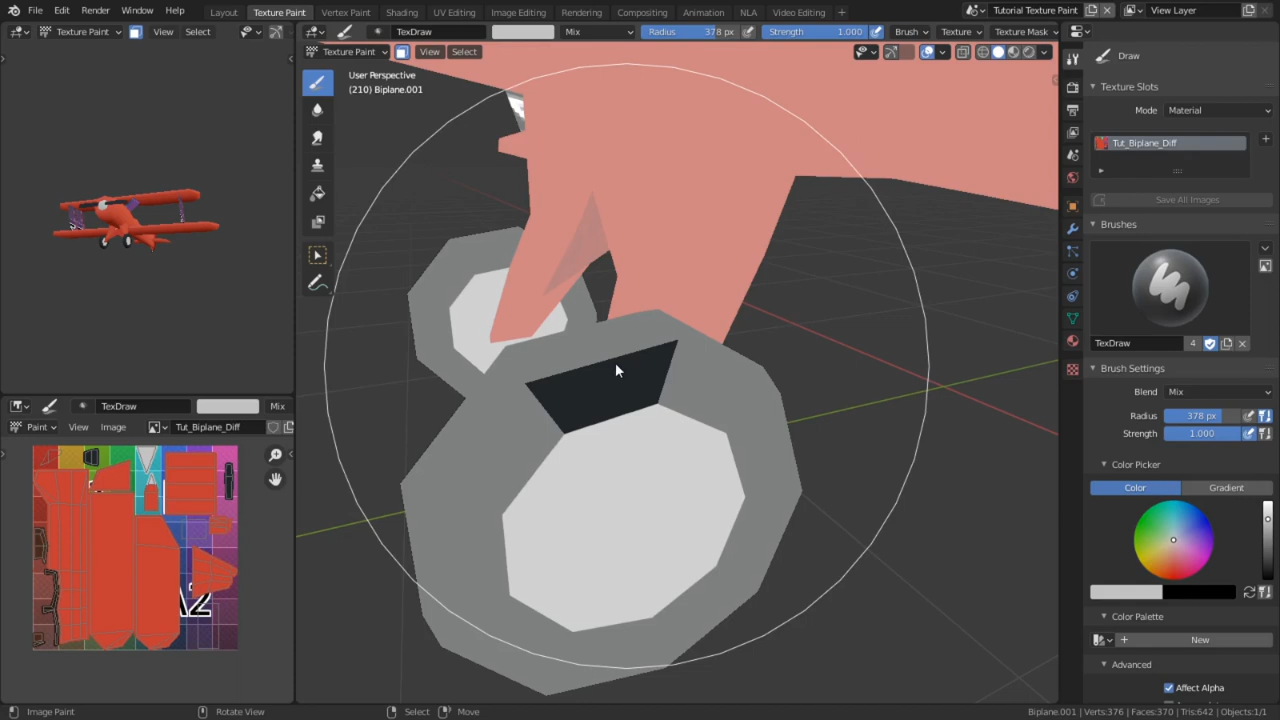 File Edit Render Window Help Layout Texture Paint Vertex Paint Shading UV Editing Image Editing Rendering Compositing Animation NLA Video Editing + Tutorial Texture Paint View Layer
Texture Paint View Select TexDraw Mix Radius 378 px Strength 1.000 Brush Texture Texture Mask
Texture Paint View Select
Draw
User Perspective
(210) Biplane.001
Texture Slots
Mode Material
Tut_Biplane_Diff
Save All Images
Brushes
TexDraw 4
Brush Settings
Blend Mix
Radius 378 px
Strength 1.000
TexDraw Mix
Paint View Image Tut_Biplane_Diff
Color Picker
Color Gradient
A2
Color Palette
+ New
Advanced
Affect Alpha
Image Paint Rotate View Select Move Biplane.001 | Verts:376 | Faces:370 | Tris:642 | Objects:1/1